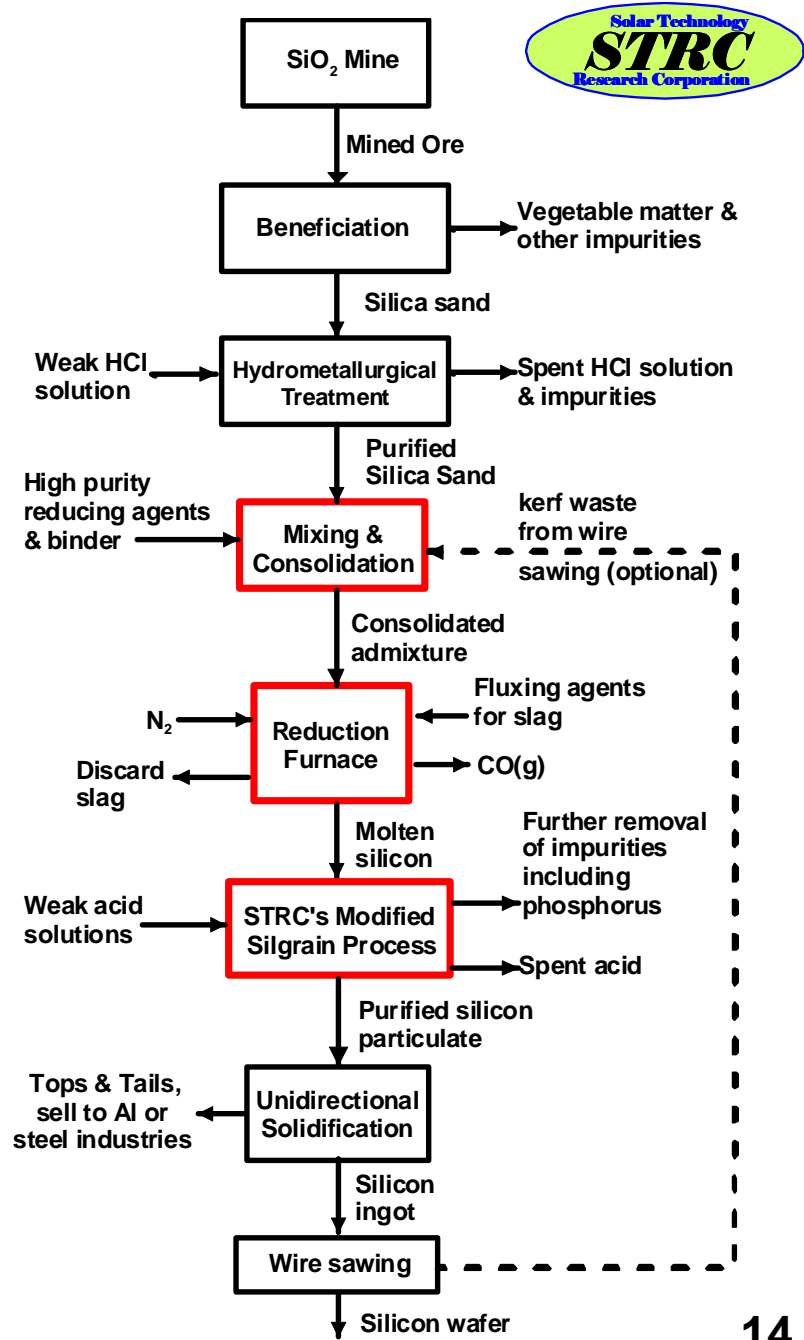 Solar Technology
STRC
Research Corporation
SiO₂ Mine
Mined Ore
Beneficiation
Vegetable matter &
other impurities
Silica sand
Weak HCl
solution
Hydrometallurgical
Treatment
Spent HCl solution
& impurities
Purified
Silica Sand
High purity
reducing agents
& binder
Mixing &
Consolidation
kerf waste
from wire
sawing (optional)
Consolidated
admixture
N₂
Reduction
Furnace
Fluxing agents
for slag
Discard
slag
CO(g)
Molten
silicon
Further removal
of impurities
including
phosphorus
Weak acid
solutions
STRC's Modified
Silgrain Process
Spent acid
Purified silicon
particulate
Tops & Tails,
sell to Al or
steel industries
Unidirectional
Solidification
Silicon
ingot
Wire sawing
Silicon wafer
14